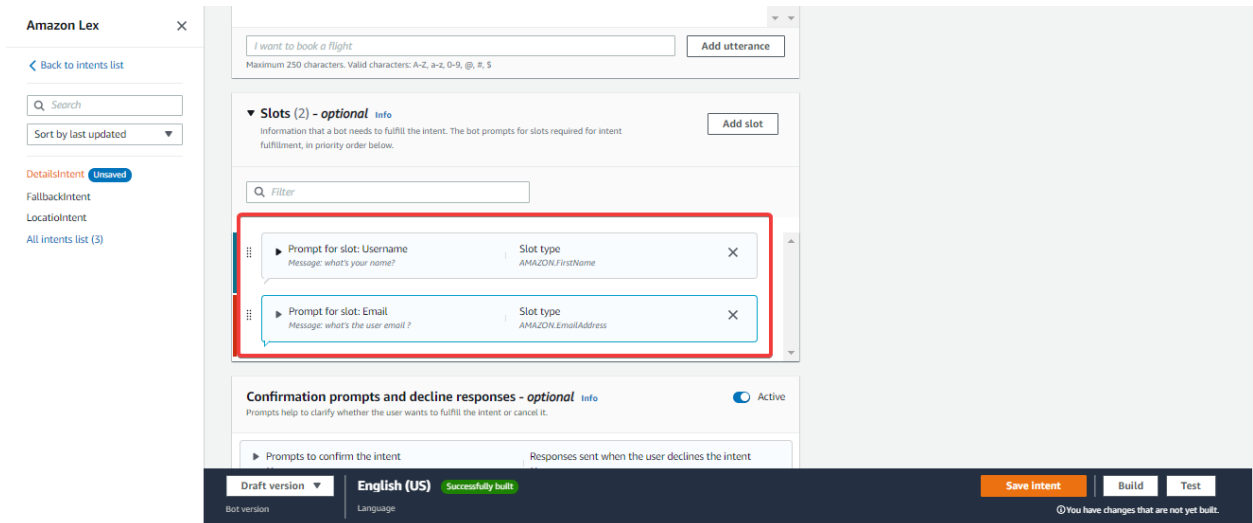 Amazon Lex
Back to intents list
Search
Sort by last updated
DetailsIntent Unsaved
FallbackIntent
LocatioIntent
All intents list (3)
I want to book a flight
Add utterance
Maximum 250 characters. Valid characters: A-Z, a-z, 0-9, @, #, $
Slots (2) - optional Info
Information that a bot needs to fulfill the intent. The bot prompts for slots required for intent
fulfillment, in priority order below.
Add slot
Filter
Prompt for slot: Username
Message: what's your name?
Slot type
AMAZON.FirstName
Prompt for slot: Email
Message: what's the user email ?
Slot type
AMAZON.EmailAddress
Confirmation prompts and decline responses - optional Info
Active
Prompts help to clarify whether the user wants to fulfill the intent or cancel it.
Prompts to confirm the intent
Responses sent when the user declines the intent
Draft version
Bot version
English (US) Successfully built
Language
Save intent
Build
Test
You have changes that are not yet built.